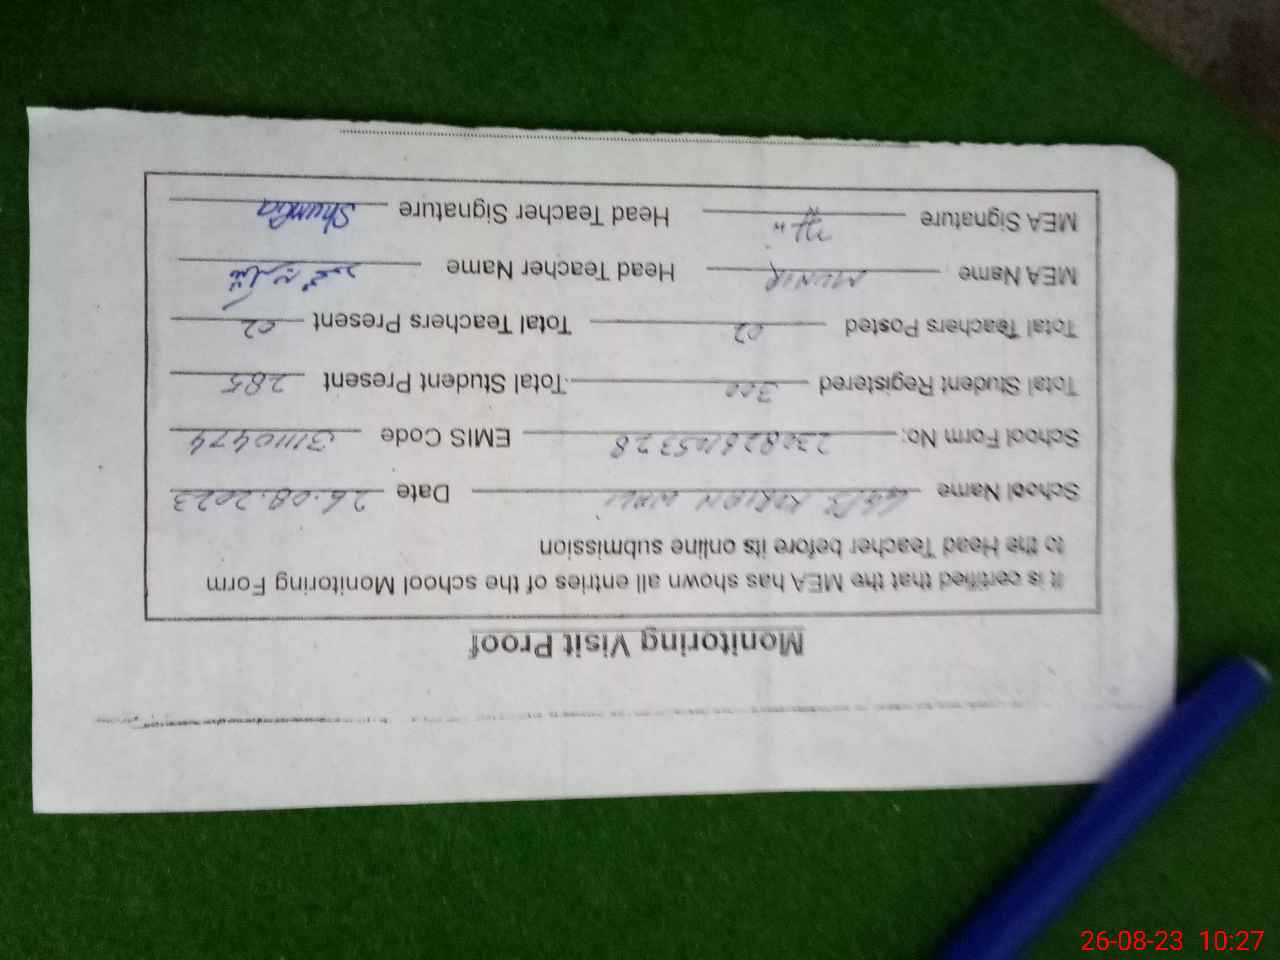 Monitoring Visit Proof
It is certified that the MEA has shown all entries of the school Monitoring Form
to the Head Teacher before its online submission
School Name WALI Date 26.08.2023
School Form No: EMIS Code 31110474
Total Student Registered 300 Total Student Present 285
Total Teachers Posted 02 Total Teachers Present 02
MEA Name MUNIR Head Teacher Name
MEA Signature Head Teacher Signature
26-08-23 10:27